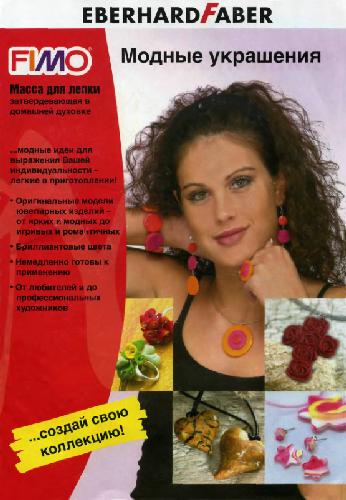 EBERHARDFABER
FIMO
Модные украшения
Масса для лепки
затвердевающая в
домашней духовке
...модные идеи для
выражения Вашей
индивидуальности –
легкие в приготовлении!
• Оригинальные модели
ювелирных изделий –
от ярких и модных до
игривых и романтичных
• Бриллиантовые цвета
• Немедленно готовы к
применению
• От любителей и до
профессиональных
художников
...создай свою
коллекцию!